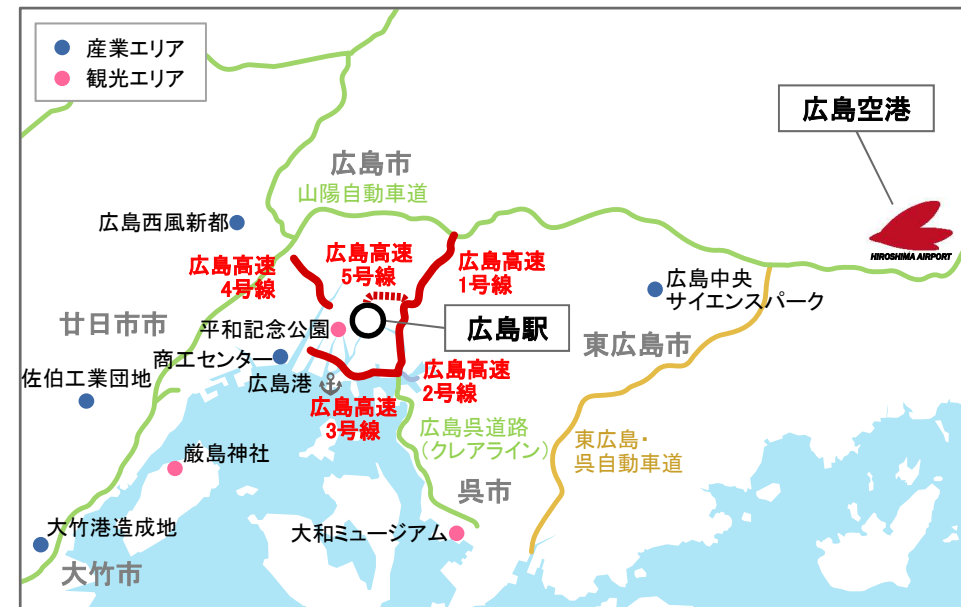 産業エリア
観光エリア
広島空港
広島市
山陽自動車道
広島西風新都
HIROSHIMA AIRPORT
広島高速
4号線
広島高速
5号線
広島高速
1号線
広島中央
サイエンスパーク
廿日市市
平和記念公園
広島駅
東広島市
商工センター
佐伯工業団地
広島港
広島高速
2号線
広島高速
3号線
広島呉道路
（クレアライン）
東広島・
呉自動車道
厳島神社
呉市
大竹港造成地
大和ミュージアム
大竹市